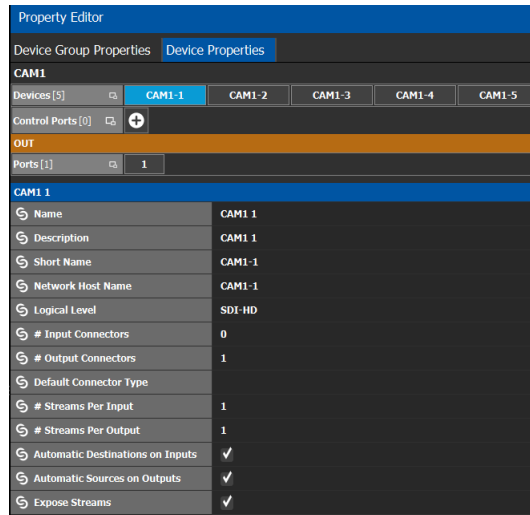 Property Editor
Device Group Properties Device Properties
CAM1
Devices [5] CAM1-1 CAM1-2 CAM1-3 CAM1-4 CAM1-5
Control Ports [0]
OUT
Ports [1] 1
CAM1 1
Name CAM1 1
Description CAM1 1
Short Name CAM1-1
Network Host Name CAM1-1
Logical Level SDI-HD
# Input Connectors 0
# Output Connectors 1
Default Connector Type
# Streams Per Input 1
# Streams Per Output 1
Automatic Destinations on Inputs
Automatic Sources on Outputs
Expose Streams